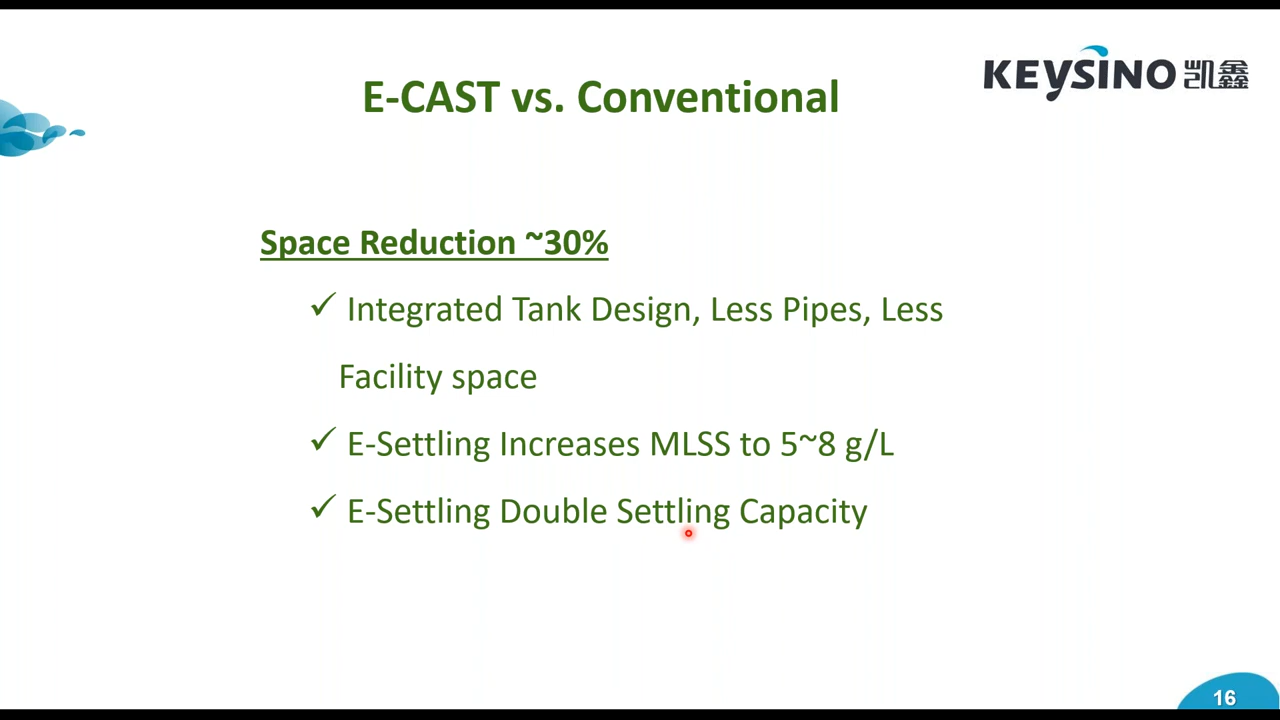 KEYSINO 凯鑫
E-CAST vs. Conventional
Space Reduction ~30%
✓ Integrated Tank Design, Less Pipes, Less
Facility space
✓ E-Settling Increases MLSS to 5~8 g/L
✓ E-Settling Double Settling Capacity
16